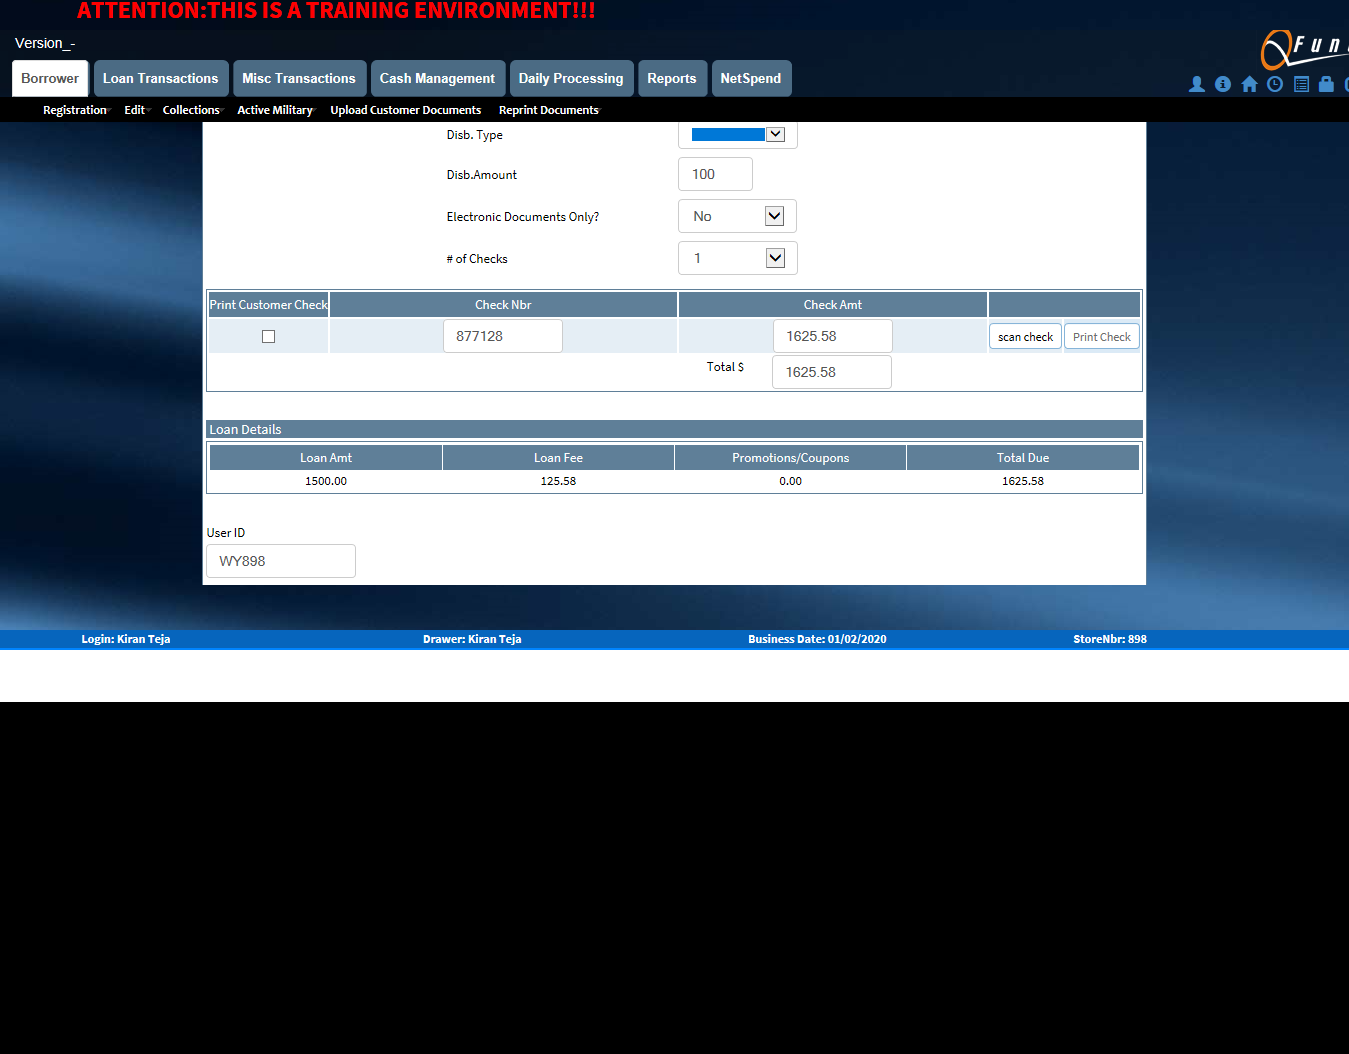 ATTENTION:THIS IS A TRAINING ENVIRONMENT!!!
Version_-
Fun
Borrower Loan Transactions Misc Transactions Cash Management Daily Processing Reports NetSpend
Registration Edit Collections Active Military Upload Customer Documents Reprint Documents
Disb. Type
Disb.Amount 100
Electronic Documents Only? No
# of Checks 1
Print Customer Check Check Nbr Check Amt
877128 1625.58 scan check Print Check
Total $ 1625.58
Loan Details
Loan Amt Loan Fee Promotions/Coupons Total Due
1500.00 125.58 0.00 1625.58
User ID
WY898
Login: Kiran Teja Drawer: Kiran Teja Business Date: 01/02/2020 StoreNbr: 898